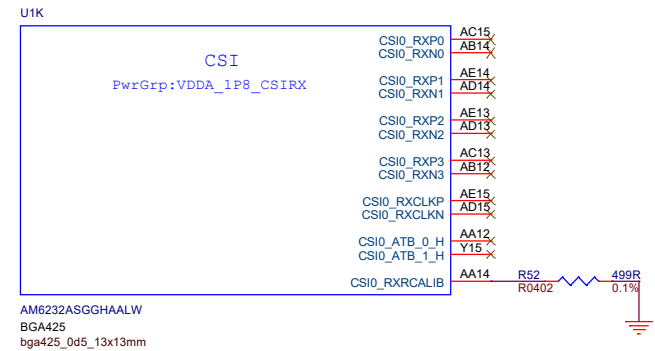 U1K
CSI
PwrGrp:VDDA_1P8_CSIRX
CSI0_RXP0 AC15
CSI0_RXN0 AB14
CSI0_RXP1 AE14
CSI0_RXN1 AD14
CSI0_RXP2 AE13
CSI0_RXN2 AD13
CSI0_RXP3 AC13
CSI0_RXN3 AB12
CSI0_RXCLKP AE15
CSI0_RXCLKN AD15
CSI0_ATB_0_H AA12
CSI0_ATB_1_H Y15
CSI0_RXRCALIB AA14 R52 499R
R0402 0.1%
AM6232ASGGHAALW
BGA425
bga425_0d5_13x13mm